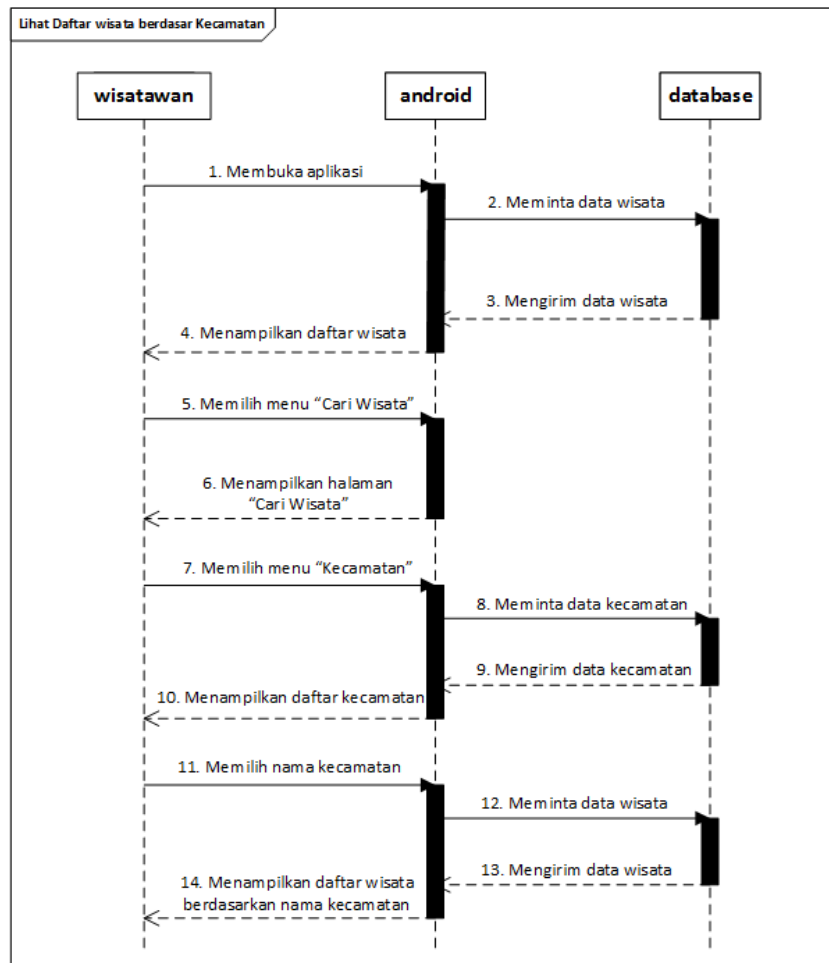 Lihat Daftar wisata berdasar Kecamatan
wisatawan
android
database
1. Membuka aplikasi
2. Meminta data wisata
3. Mengirim data wisata
4. Menampilkan daftar wisata
5. Memilih menu “Cari Wisata”
6. Menampilkan halaman
“Cari Wisata”
7. Memilih menu “Kecamatan”
8. Meminta data kecamatan
9. Mengirim data kecamatan
10. Menampilkan daftar kecamatan
11. Memilih nama kecamatan
12. Meminta data wisata
13. Mengirim data wisata
14. Menampilkan daftar wisata
berdasarkan nama kecamatan